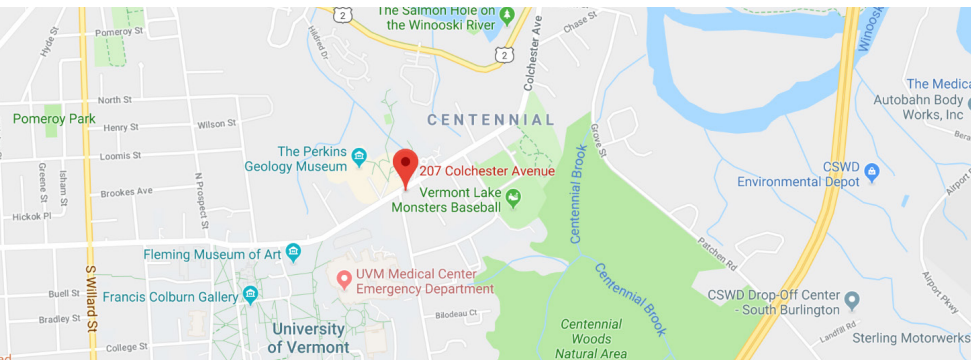 2
The Salmon Hole on
the Winooski River
2
Hyde St
Pomeroy St
Hildred Dr
Colchester Ave
Chase St
Winooski
The Medica
Autobahn Body
Works, Inc
North St
Pomeroy Park
Henry St
Wilson St
CENTENNIAL
Loomis St
The Perkins
Geology Museum
207 Colchester Avenue
Grove St
Centennial Brook
CSWD
Environmental Depot
Airport
Greene St
Isham St
Brookes Ave
N Prospect St
Vermont Lake
Monsters Baseball
Hickok Pl
Fleming Museum of Art
Patchen Rd
UVM Medical Center
Emergency Department
Centennial Brook
Airport Pkwy
S Willard St
Buell St
Francis Colburn Gallery
CSWD Drop-Off Center
- South Burlington
Bradley St
Bilodeau Ct
University
of Vermont
Centennial
Woods
Natural Area
Landfill Rd
Sterling Motorwerks
College St